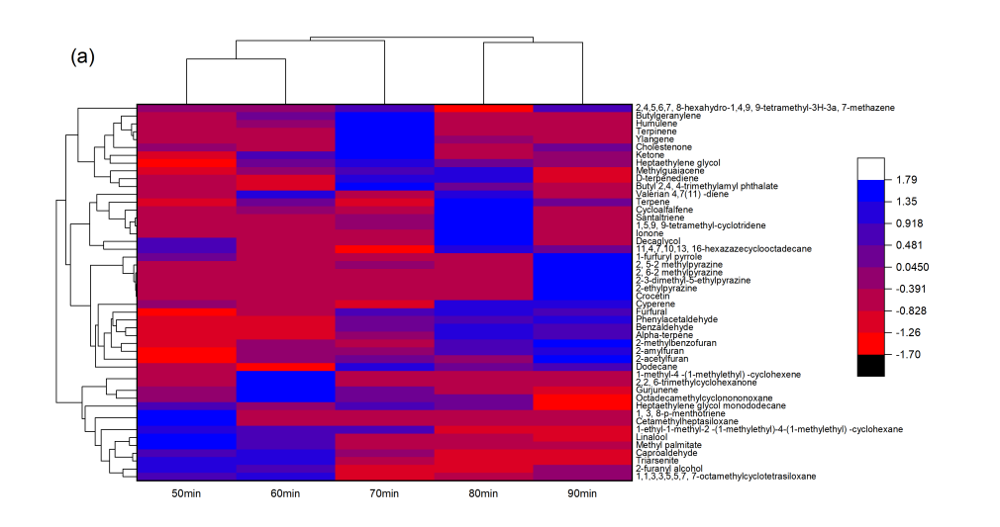 (a)
2,4,5,6,7, 8-hexahydro-1,4,9, 9-tetramethyl-3H-3a, 7-methazene
Butylgeranylene
Humulene
Terpinene
Ylangene
Cholestenone
Ketone
Heptaethylene glycol
Methylguaiacene
D-terpenediene
Butyl 2,4, 4-trimethylamyl phthalate
Valerian 4,7(11) -diene
Terpene
Cycloalfalfene
Santaltriene
1,5,9, 9-tetramethyl-cyclotridene
Ionone
Decaglycol
11,4,7,10,13, 16-hexazazecyclooctadecane
1-furfuryl pyrrole
2, 5-2 methylpyrazine
2, 6-2 methylpyrazine
2-3-dimethyl-5-ethylpyrazine
2-ethylpyrazine
Crocetin
Cyperene
Furfural
Phenylacetaldehyde
Benzaldehyde
Alpha-terpene
2-methylbenzofuran
2-amylfuran
2-acetylfuran
Dodecane
1-methyl-4 -(1-methylethyl) -cyclohexene
2,2, 6-trimethylcyclohexanone
Gurjunene
Octadecamethylcyclonononoxane
Heptaethylene glycol monododecane
1, 3, 8-p-menthotriene
Cetamethylheptasiloxane
1-ethyl-1-methyl-2 -(1-methylethyl)-4-(1-methylethyl) -cyclohexane
Linalool
Methyl palmitate
Caproaldehyde
Triarsenite
2-furanyl alcohol
1,1,3,3,5,5,7, 7-octamethylcyclotetrasiloxane
50min 60min 70min 80min 90min
1.79
1.35
0.918
0.481
0.0450
-0.391
-0.828
-1.26
-1.70